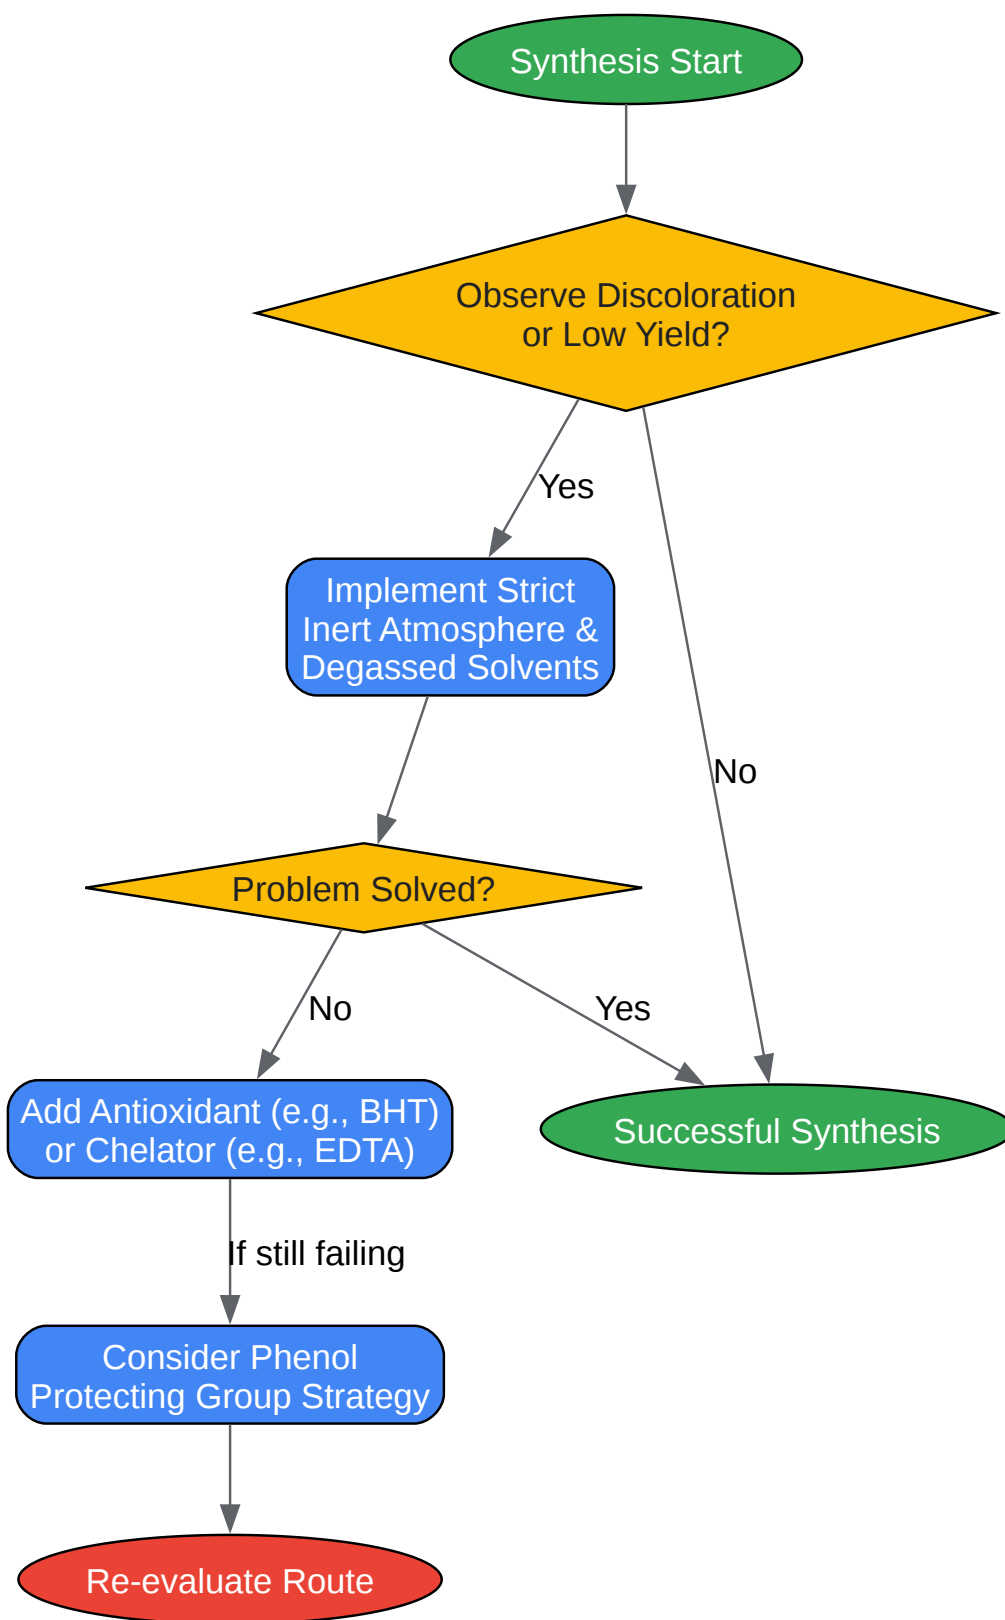 Synthesis Start
Observe Discoloration
or Low Yield?
Yes
Implement Strict
Inert Atmosphere &
Degassed Solvents
No
Problem Solved?
No
Yes
Add Antioxidant (e.g., BHT)
or Chelator (e.g., EDTA)
Successful Synthesis
If still failing
Consider Phenol
Protecting Group Strategy
Re-evaluate Route